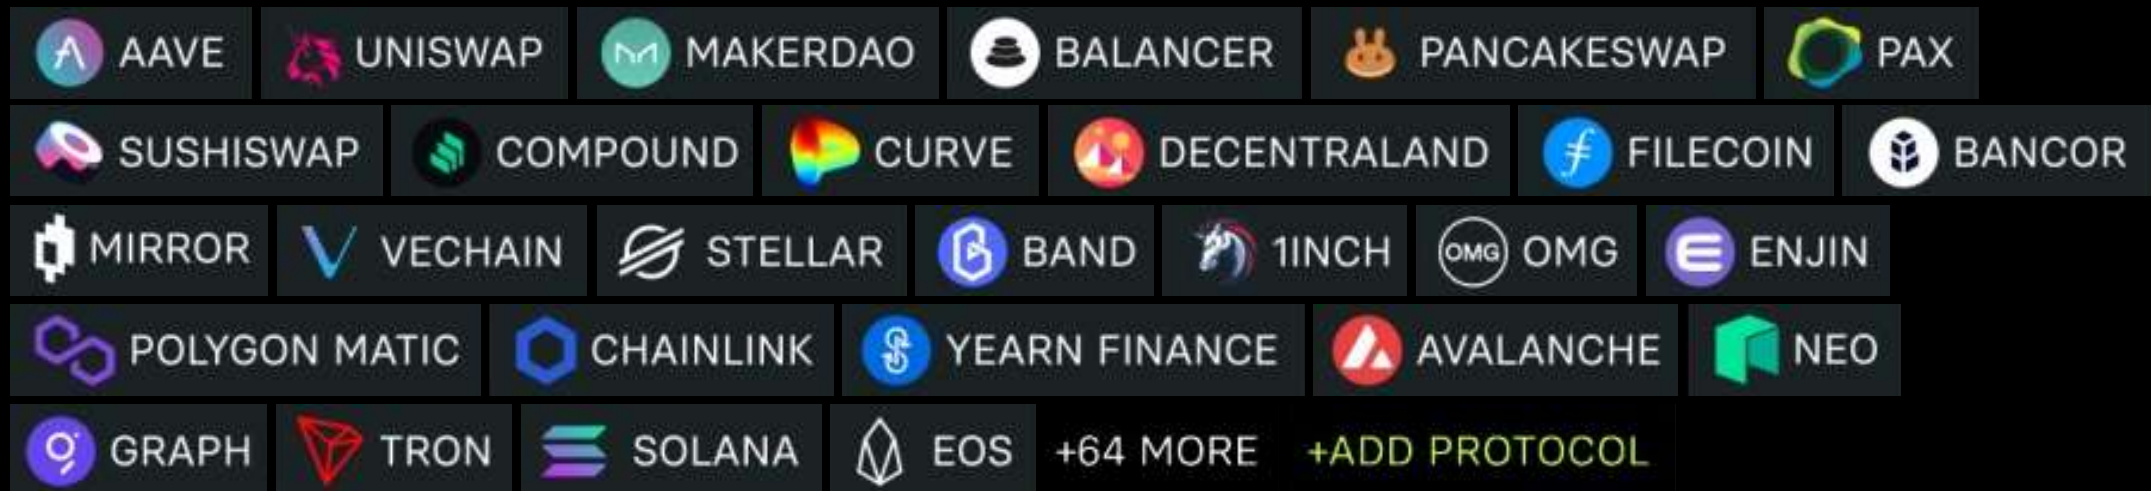 AAVE UNISWAP MAKERDAO BALANCER PANCAKESWAP PAX
SUSHISWAP COMPOUND CURVE DECENTRALAND FILECOIN BANCOR
MIRROR VECHAIN STELLAR BAND 1INCH OMG OMG ENJIN
POLYGON MATIC CHAINLINK YEARN FINANCE AVALANCHE NEO
GRAPH TRON SOLANA EOS +64 MORE +ADD PROTOCOL